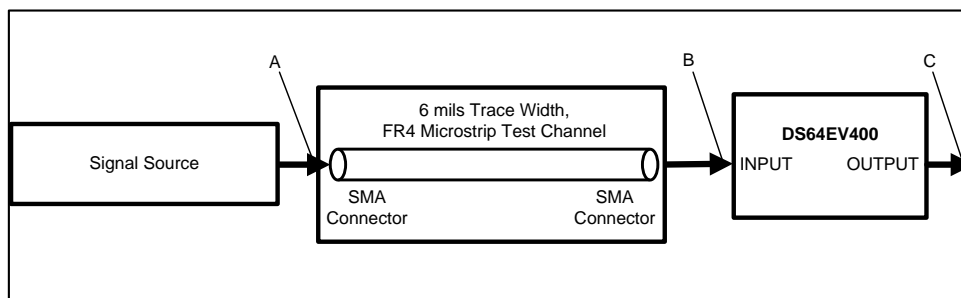 A
B
C
6 mils Trace Width,
FR4 Microstrip Test Channel
DS64EV400
Signal Source
INPUT
OUTPUT
SMA
Connector
SMA
Connector